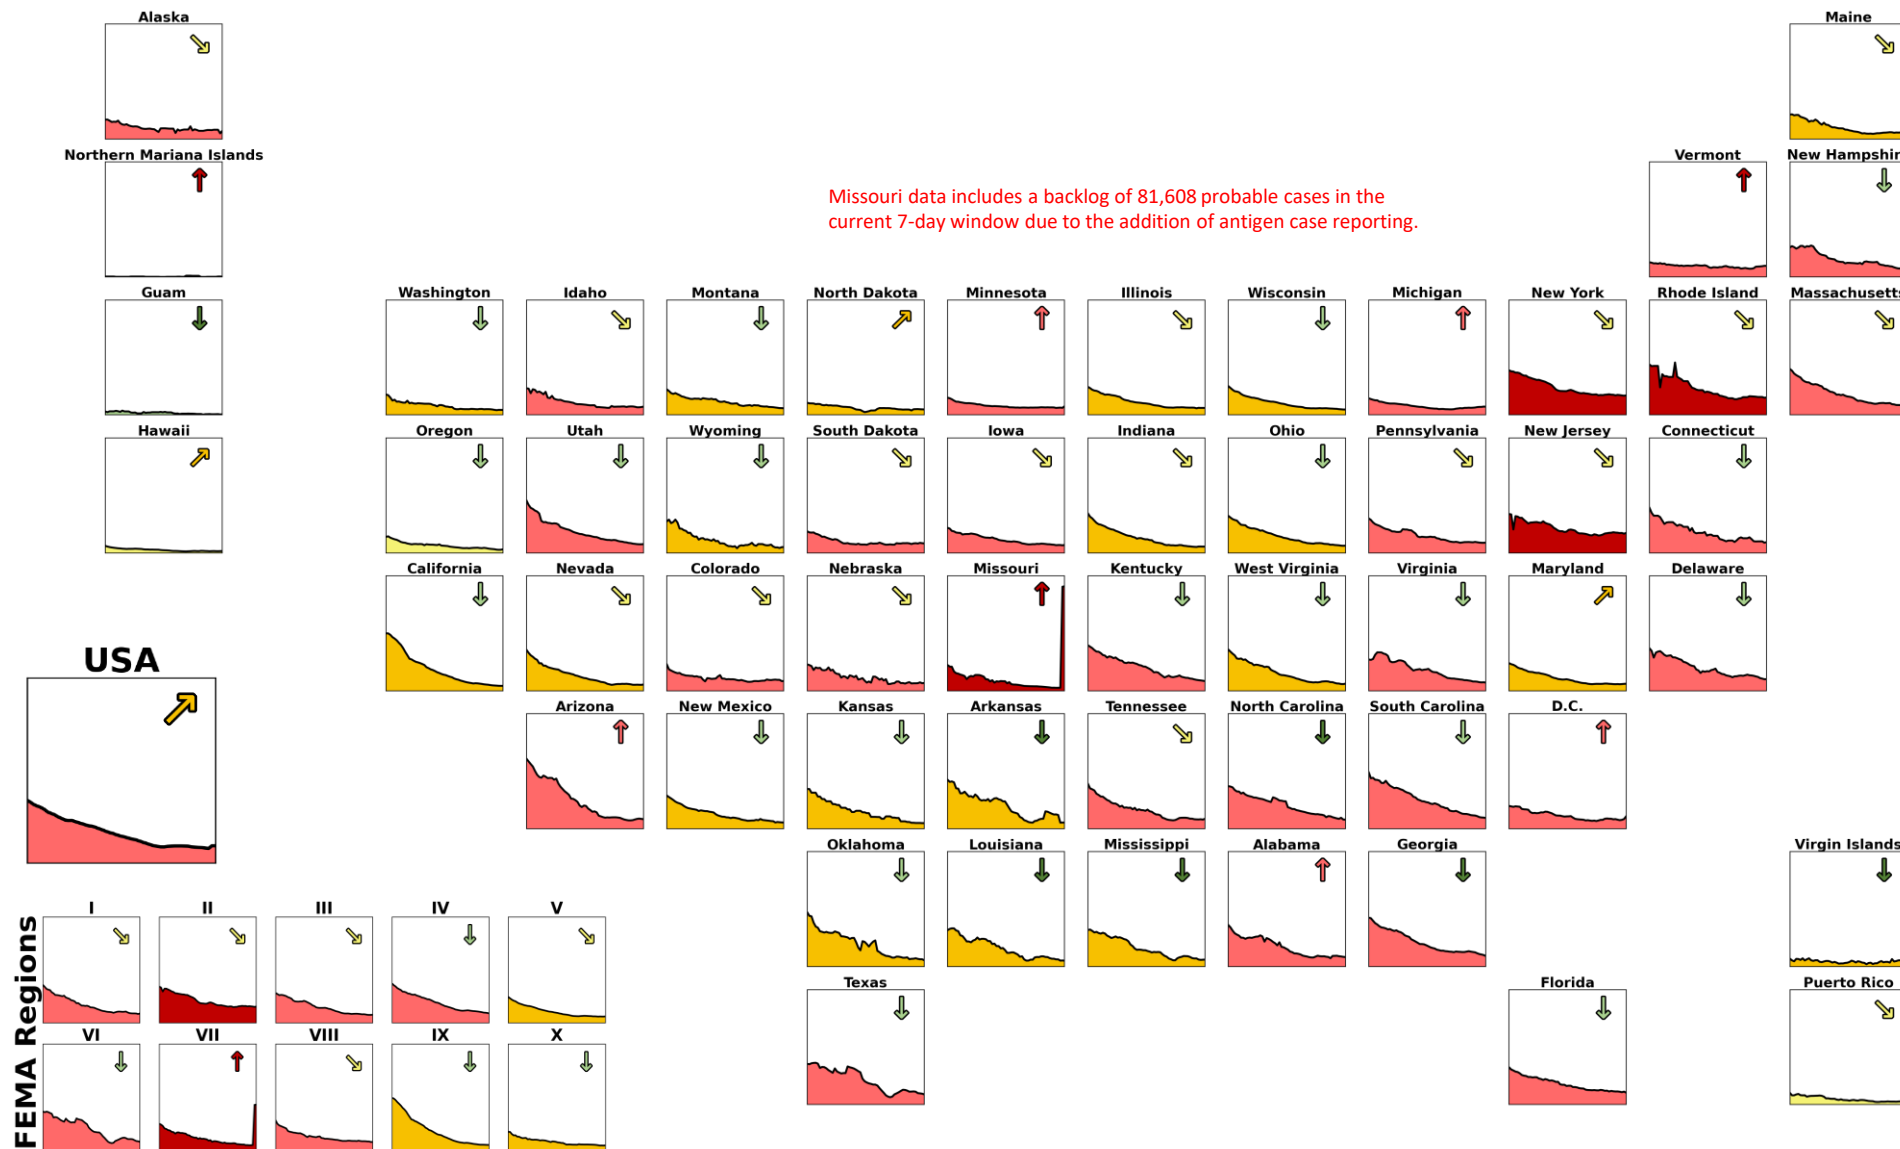 Alaska
Maine
Northern Mariana Islands
Vermont
New Hampshir
Missouri data includes a backlog of 81,608 probable cases in the
current 7-day window due to the addition of antigen case reporting.
Guam
Washington
Idaho
Montana
North Dakota
Minnesota
Illinois
Wisconsin
Michigan
New York
Rhode Island
Massachusetts
Hawaii
Oregon
Utah
Wyoming
South Dakota
Iowa
Indiana
Ohio
Pennsylvania
New Jersey
Connecticut
California
Nevada
Colorado
Nebraska
Missouri
Kentucky
West Virginia
Virginia
Maryland
Delaware
USA
Arizona
New Mexico
Kansas
Arkansas
Tennessee
North Carolina
South Carolina
D.C.
Oklahoma
Louisiana
Mississippi
Alabama
Georgia
Virgin Islands
Texas
Florida
Puerto Rico
FEMA Regions
I
II
III
IV
V
VI
VII
VIII
IX
X